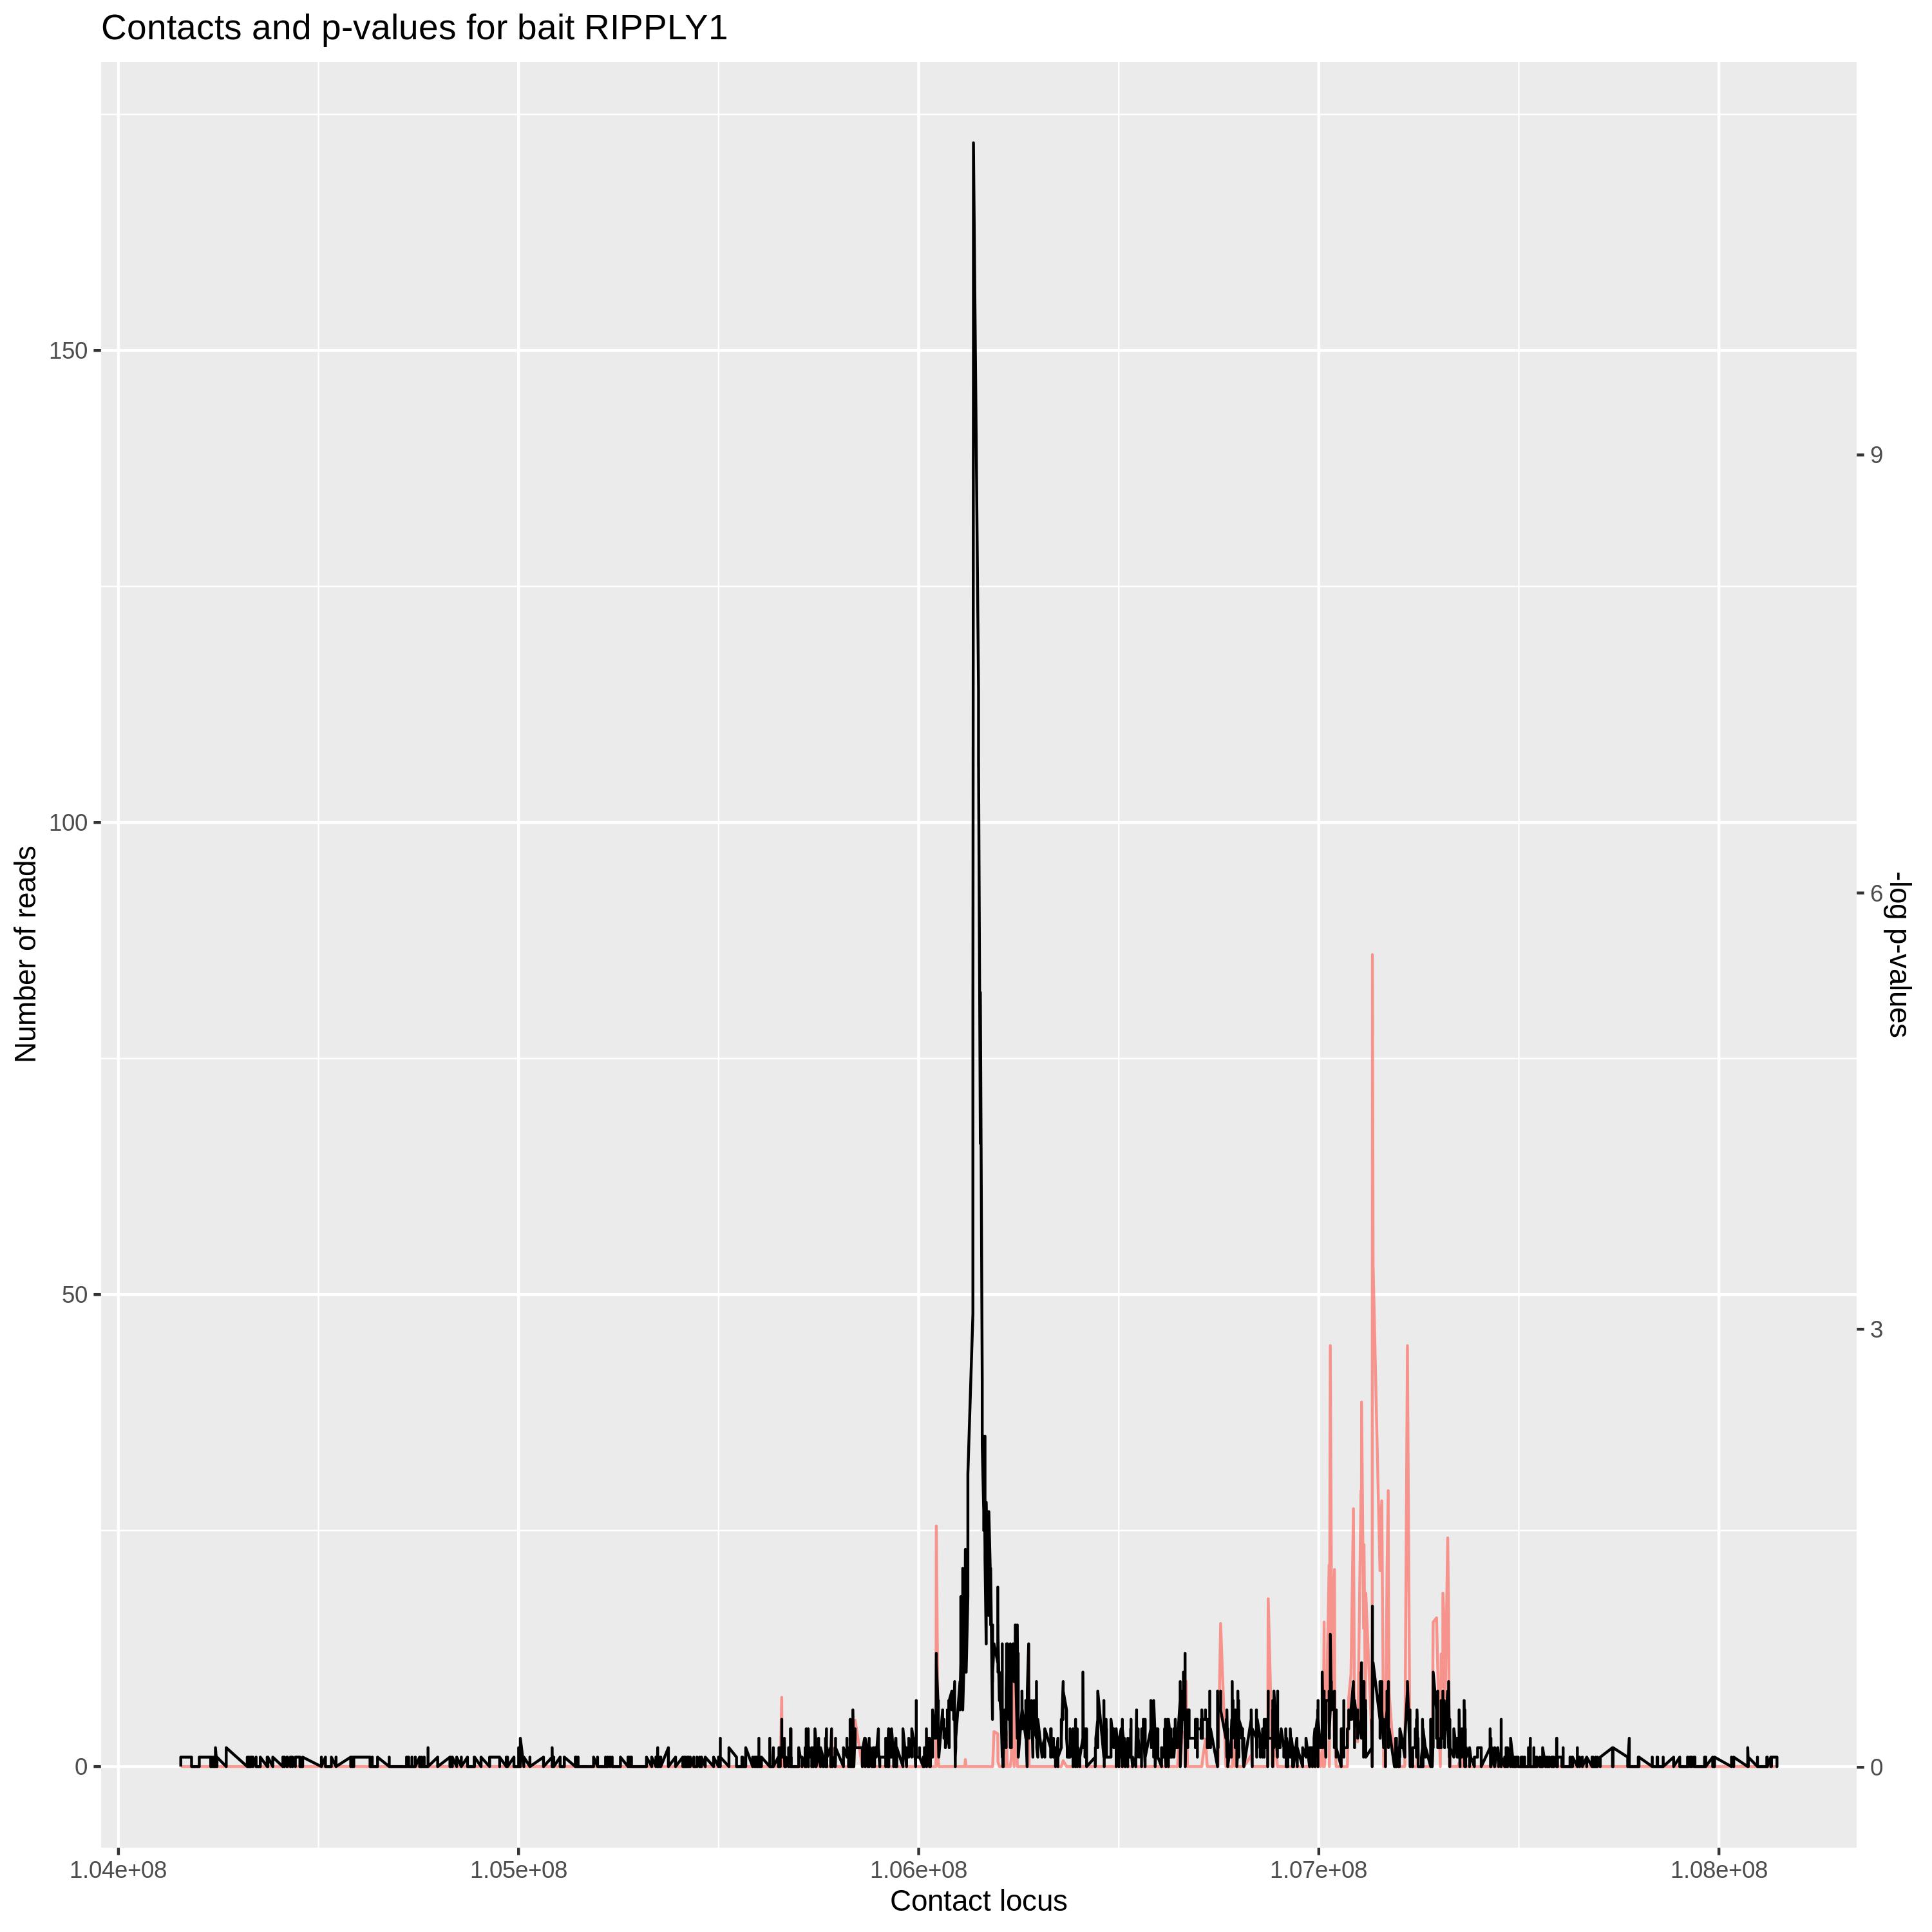 Contacts and p-values for bait RIPPLY1
Number of reads
150
100
50
0
9
6
3
0
-log p-values
1.04e+08
1.05e+08
1.06e+08
1.07e+08
1.08e+08
Contact locus